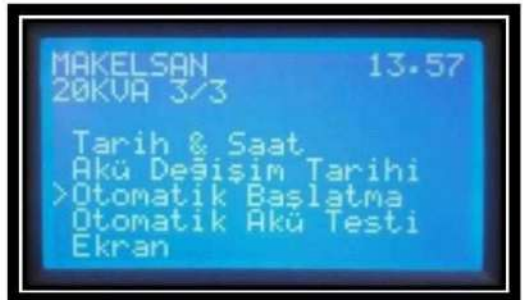 MAKELSAN 13.57
20KVA 3/3
Tarih & Saat
Akü Değişim Tarihi
>Otomatik Başlatma
Otomatik Akü Testi
Ekran